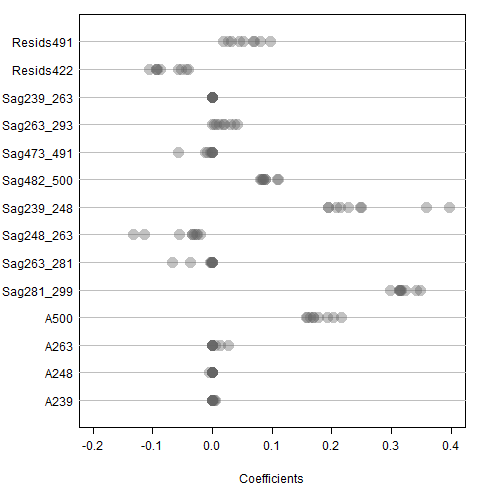 Resids491
Resids422
Sag239_263
Sag263_293
Sag473_491
Sag482_500
Sag239_248
Sag248_263
Sag263_281
Sag281_299
A500
A263
A248
A239
-0.2 -0.1 0.0 0.1 0.2 0.3 0.4
Coefficients